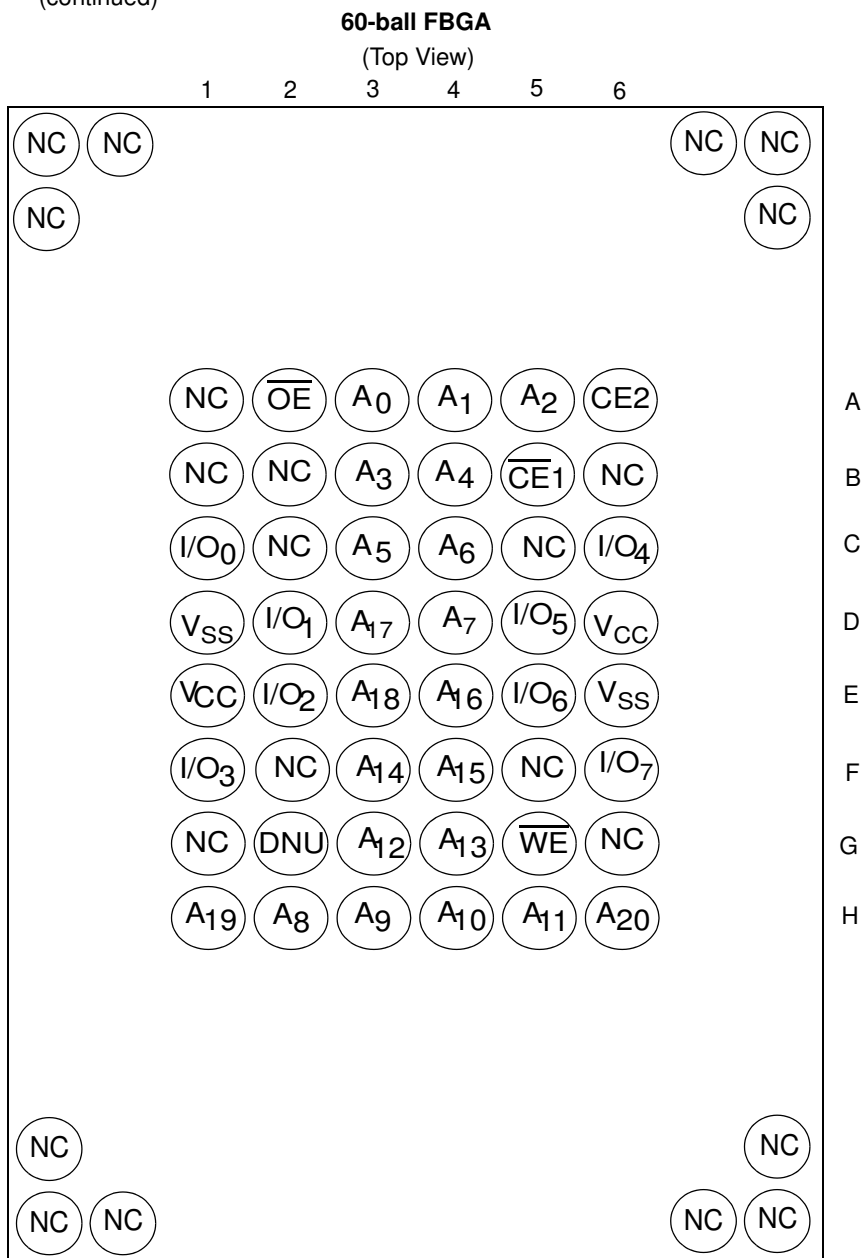 (continued)
60-ball FBGA
(Top View)
1 2 3 4 5 6
NC NC NC NC
NC NC
NC OE A0 A1 A2 CE2 A
NC NC A3 A4 CE1 NC B
I/O0 NC A5 A6 NC I/O4 C
VSS I/O1 A17 A7 I/O5 VCC D
VCC I/O2 A18 A16 I/O6 VSS E
I/O3 NC A14 A15 NC I/O7 F
NC DNU A12 A13 WE NC G
A19 A8 A9 A10 A11 A20 H
NC NC
NC NC NC NC